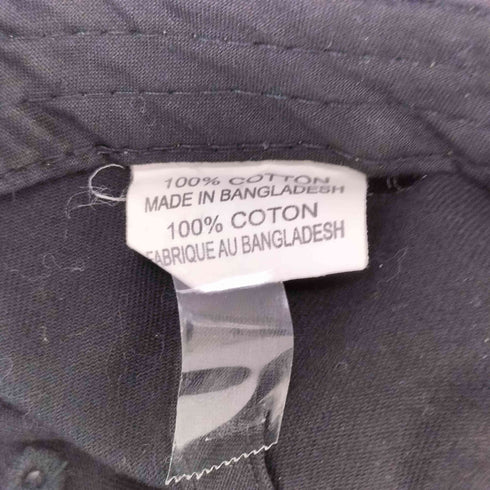 100% COTTON
MADE IN BANGLADESH
100% COTON
FABRIQUE AU BANGLADESH